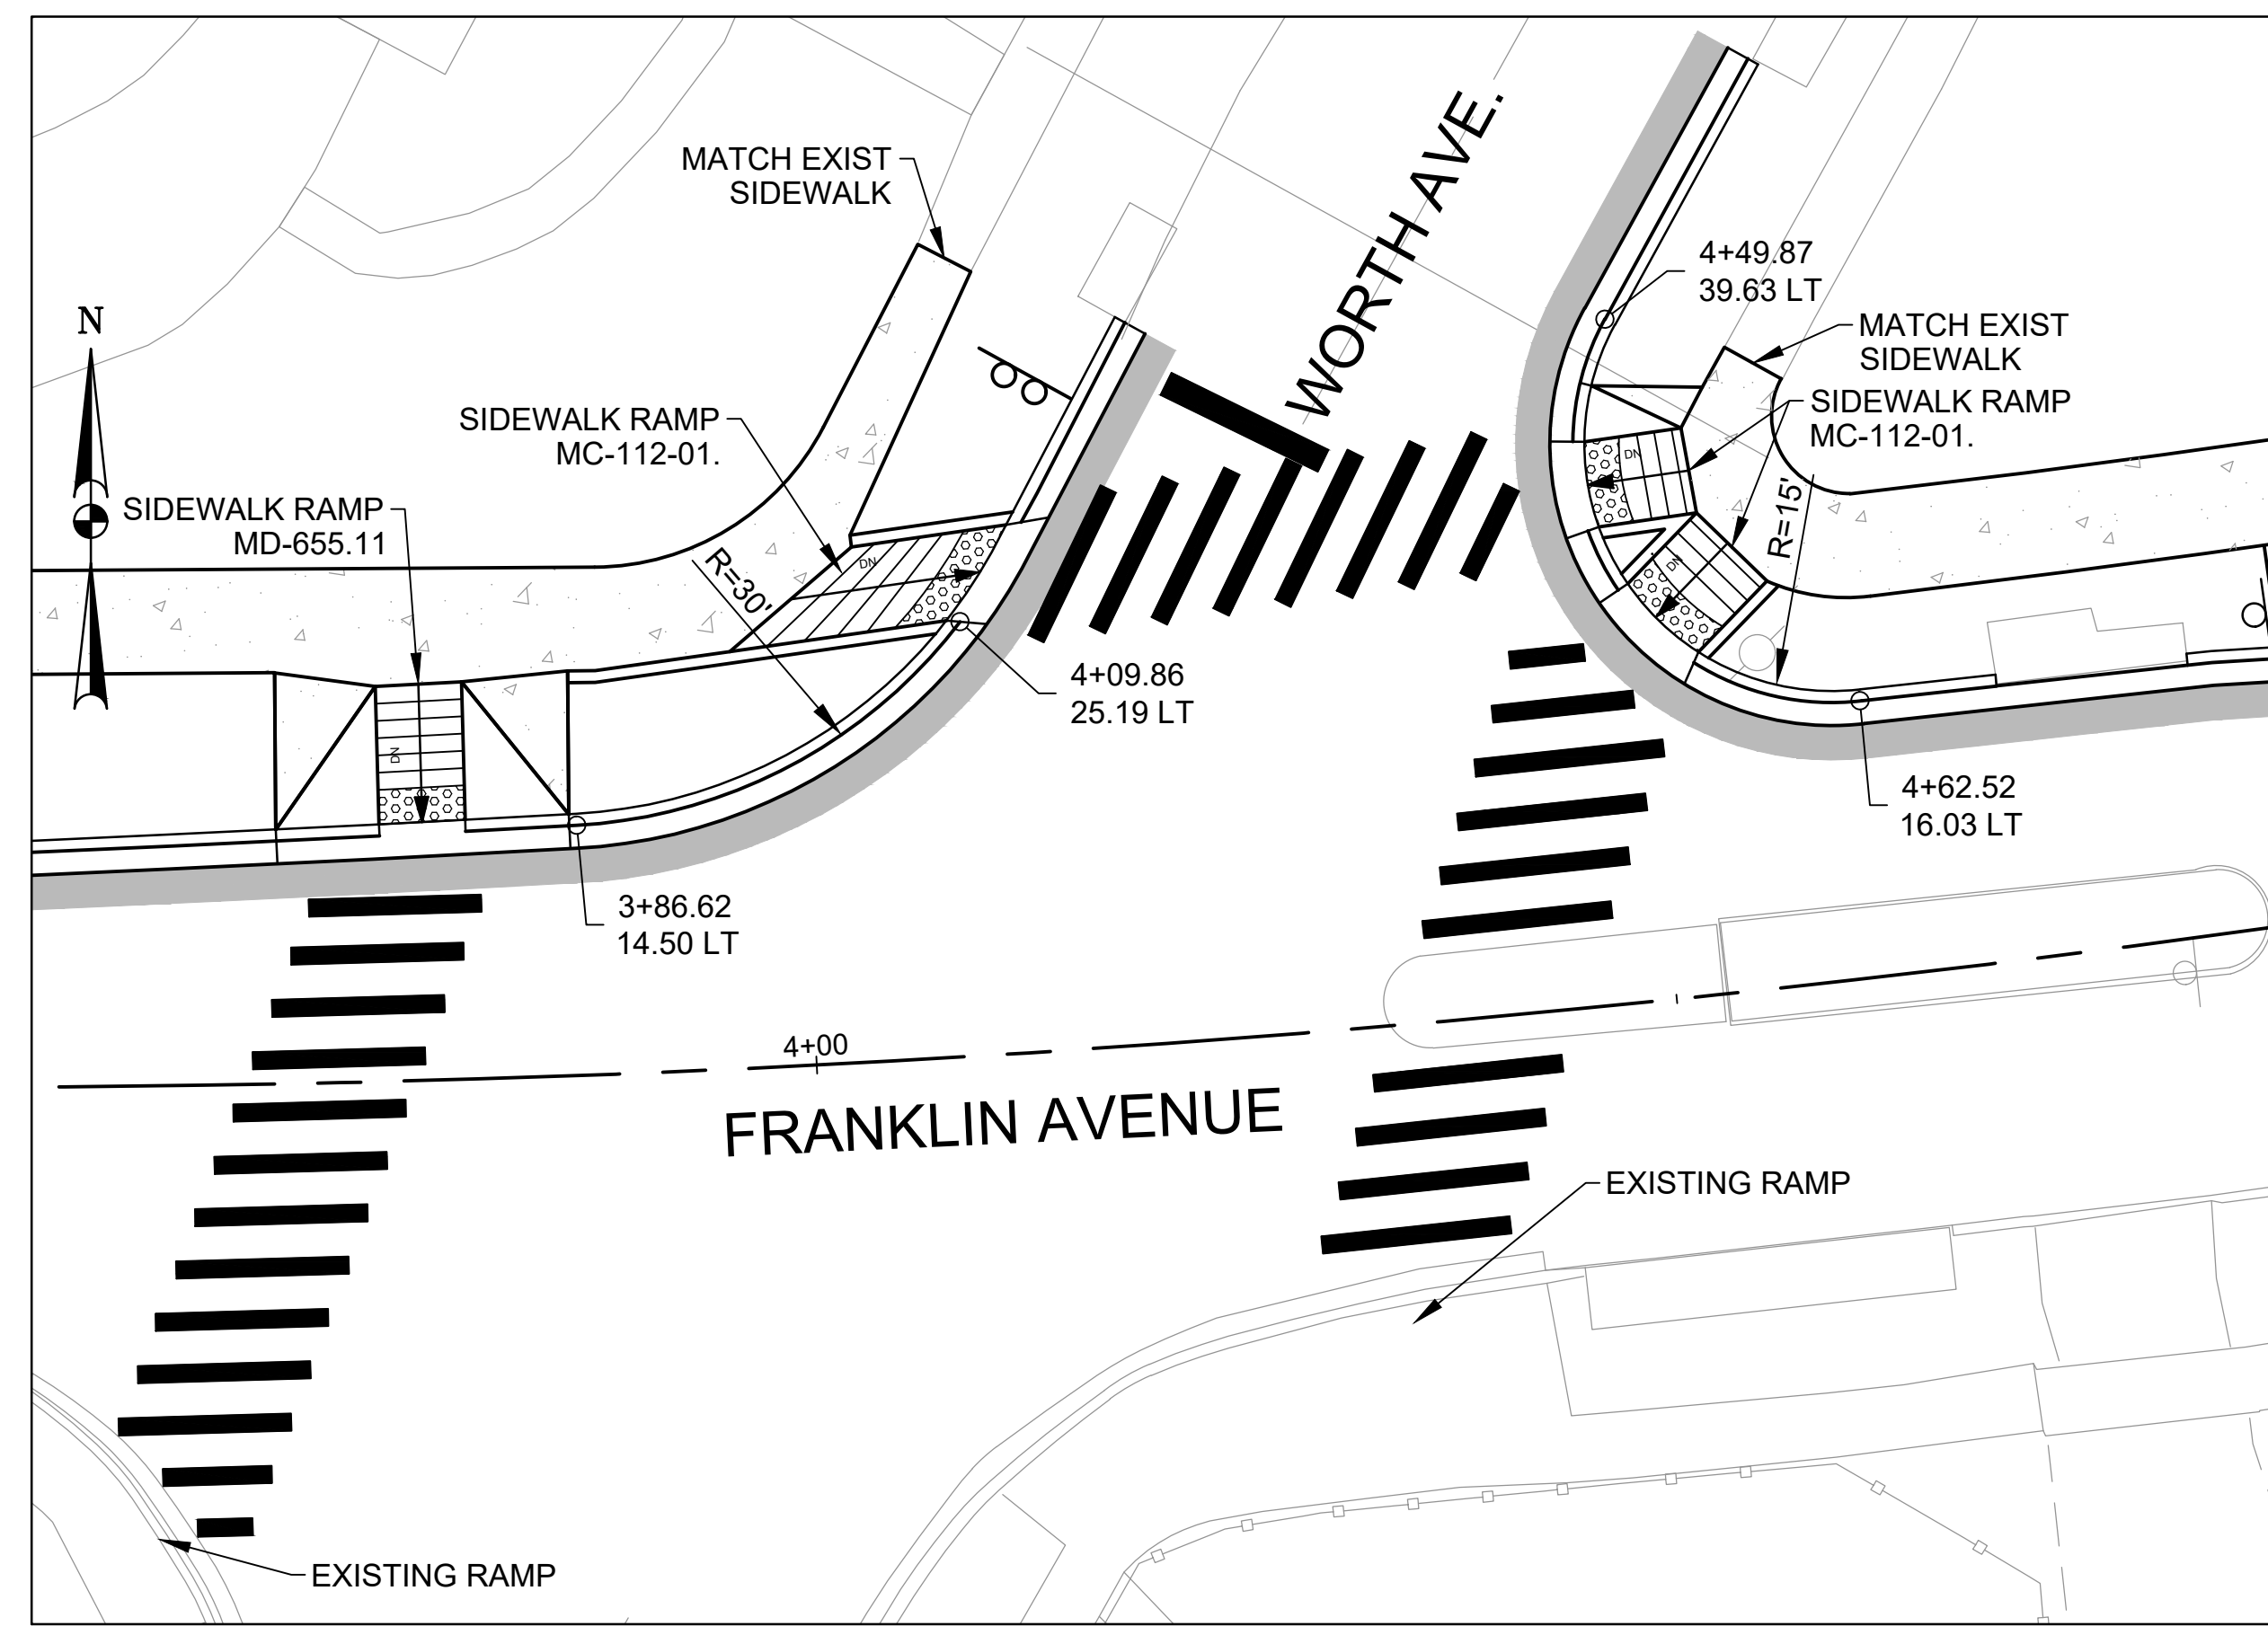 MATCH EXIST
SIDEWALK
WORTH AVE.
4+49.87
39.63 LT
N
MATCH EXIST
SIDEWALK
SIDEWALK RAMP
MC-112-01.
SIDEWALK RAMP
MC-112-01.
DN
R=15'
SIDEWALK RAMP
MD-655.11
R=30'
DN
DN
4+09.86
25.19 LT
DN
4+62.52
16.03 LT
3+86.62
14.50 LT
4+00
FRANKLIN AVENUE
EXISTING RAMP
EXISTING RAMP